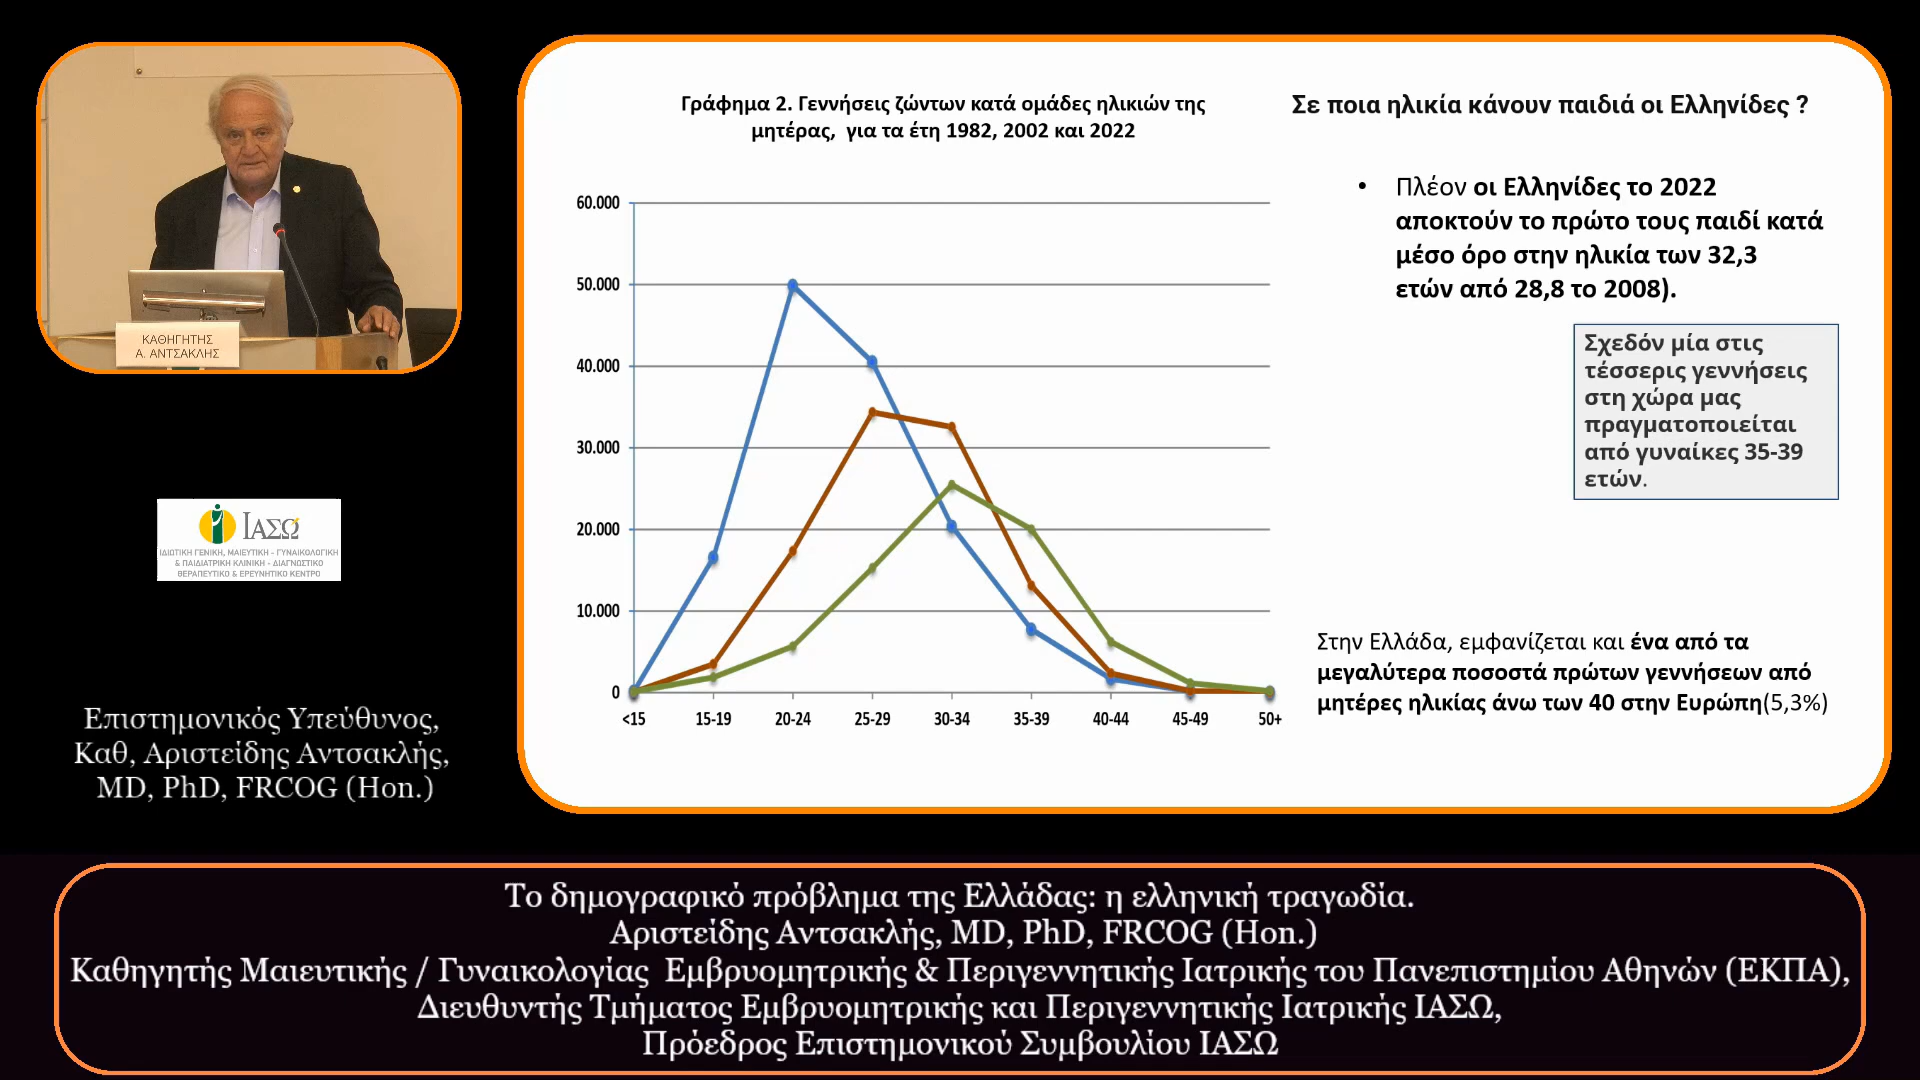 ΚΑΘΗΓΗΤΗΣ
Α. ΑΝΤΣΑΚΛΗΣ
ΙΑΣΩ
ΙΔΙΩΤΙΚΗ ΓΕΝΙΚΗ, ΜΑΙΕΥΤΙΚΗ - ΓΥΝΑΙΚΟΛΟΓΙΚΗ
& ΠΑΙΔΙΑΤΡΙΚΗ ΚΛΙΝΙΚΗ - ΔΙΑΓΝΩΣΤΙΚΟ
ΘΕΡΑΠΕΥΤΙΚΟ & ΕΡΕΥΝΗΤΙΚΟ ΚΕΝΤΡΟ
Επιστημονικός Υπεύθυνος,
Καθ, Αριστείδης Αντσακλής,
MD, PhD, FRCOG (Hon.)
Γράφημα 2. Γεννήσεις ζώντων κατά ομάδες ηλικιών της
μητέρας, για τα έτη 1982, 2002 και 2022
60.000
50.000
40.000
30.000
20.000
10.000
0
<15 15-19 20-24 25-29 30-34 35-39 40-44 45-49 50+
Σε ποια ηλικία κάνουν παιδιά οι Ελληνίδες ?
• Πλέον οι Ελληνίδες το 2022
αποκτούν το πρώτο τους παιδί κατά
μέσο όρο στην ηλικία των 32,3
ετών από 28,8 το 2008).
Σχεδόν μία στις
τέσσερις γεννήσεις
στη χώρα μας
πραγματοποιείται
από γυναίκες 35-39
ετών.
Στην Ελλάδα, εμφανίζεται και ένα από τα
μεγαλύτερα ποσοστά πρώτων γεννήσεων από
μητέρες ηλικίας άνω των 40 στην Ευρώπη(5,3%)
Το δημογραφικό πρόβλημα της Ελλάδας: η ελληνική τραγωδία.
Αριστείδης Αντσακλής, MD, PhD, FRCOG (Hon.)
Καθηγητής Μαιευτικής / Γυναικολογίας Εμβρυομητρικής & Περιγεννητικής Ιατρικής του Πανεπιστημίου Αθηνών (ΕΚΠΑ),
Διευθυντής Τμήματος Εμβρυομητρικής και Περιγεννητικής Ιατρικής ΙΑΣΩ,
Πρόεδρος Επιστημονικού Συμβουλίου ΙΑΣΩ